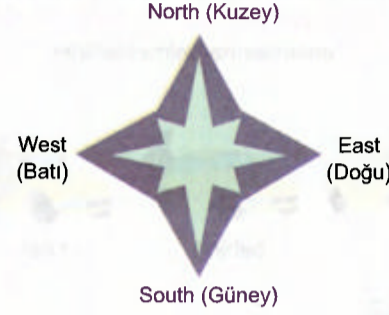 North (Kuzey)
West
(Batı)
East
(Doğu)
South (Güney)